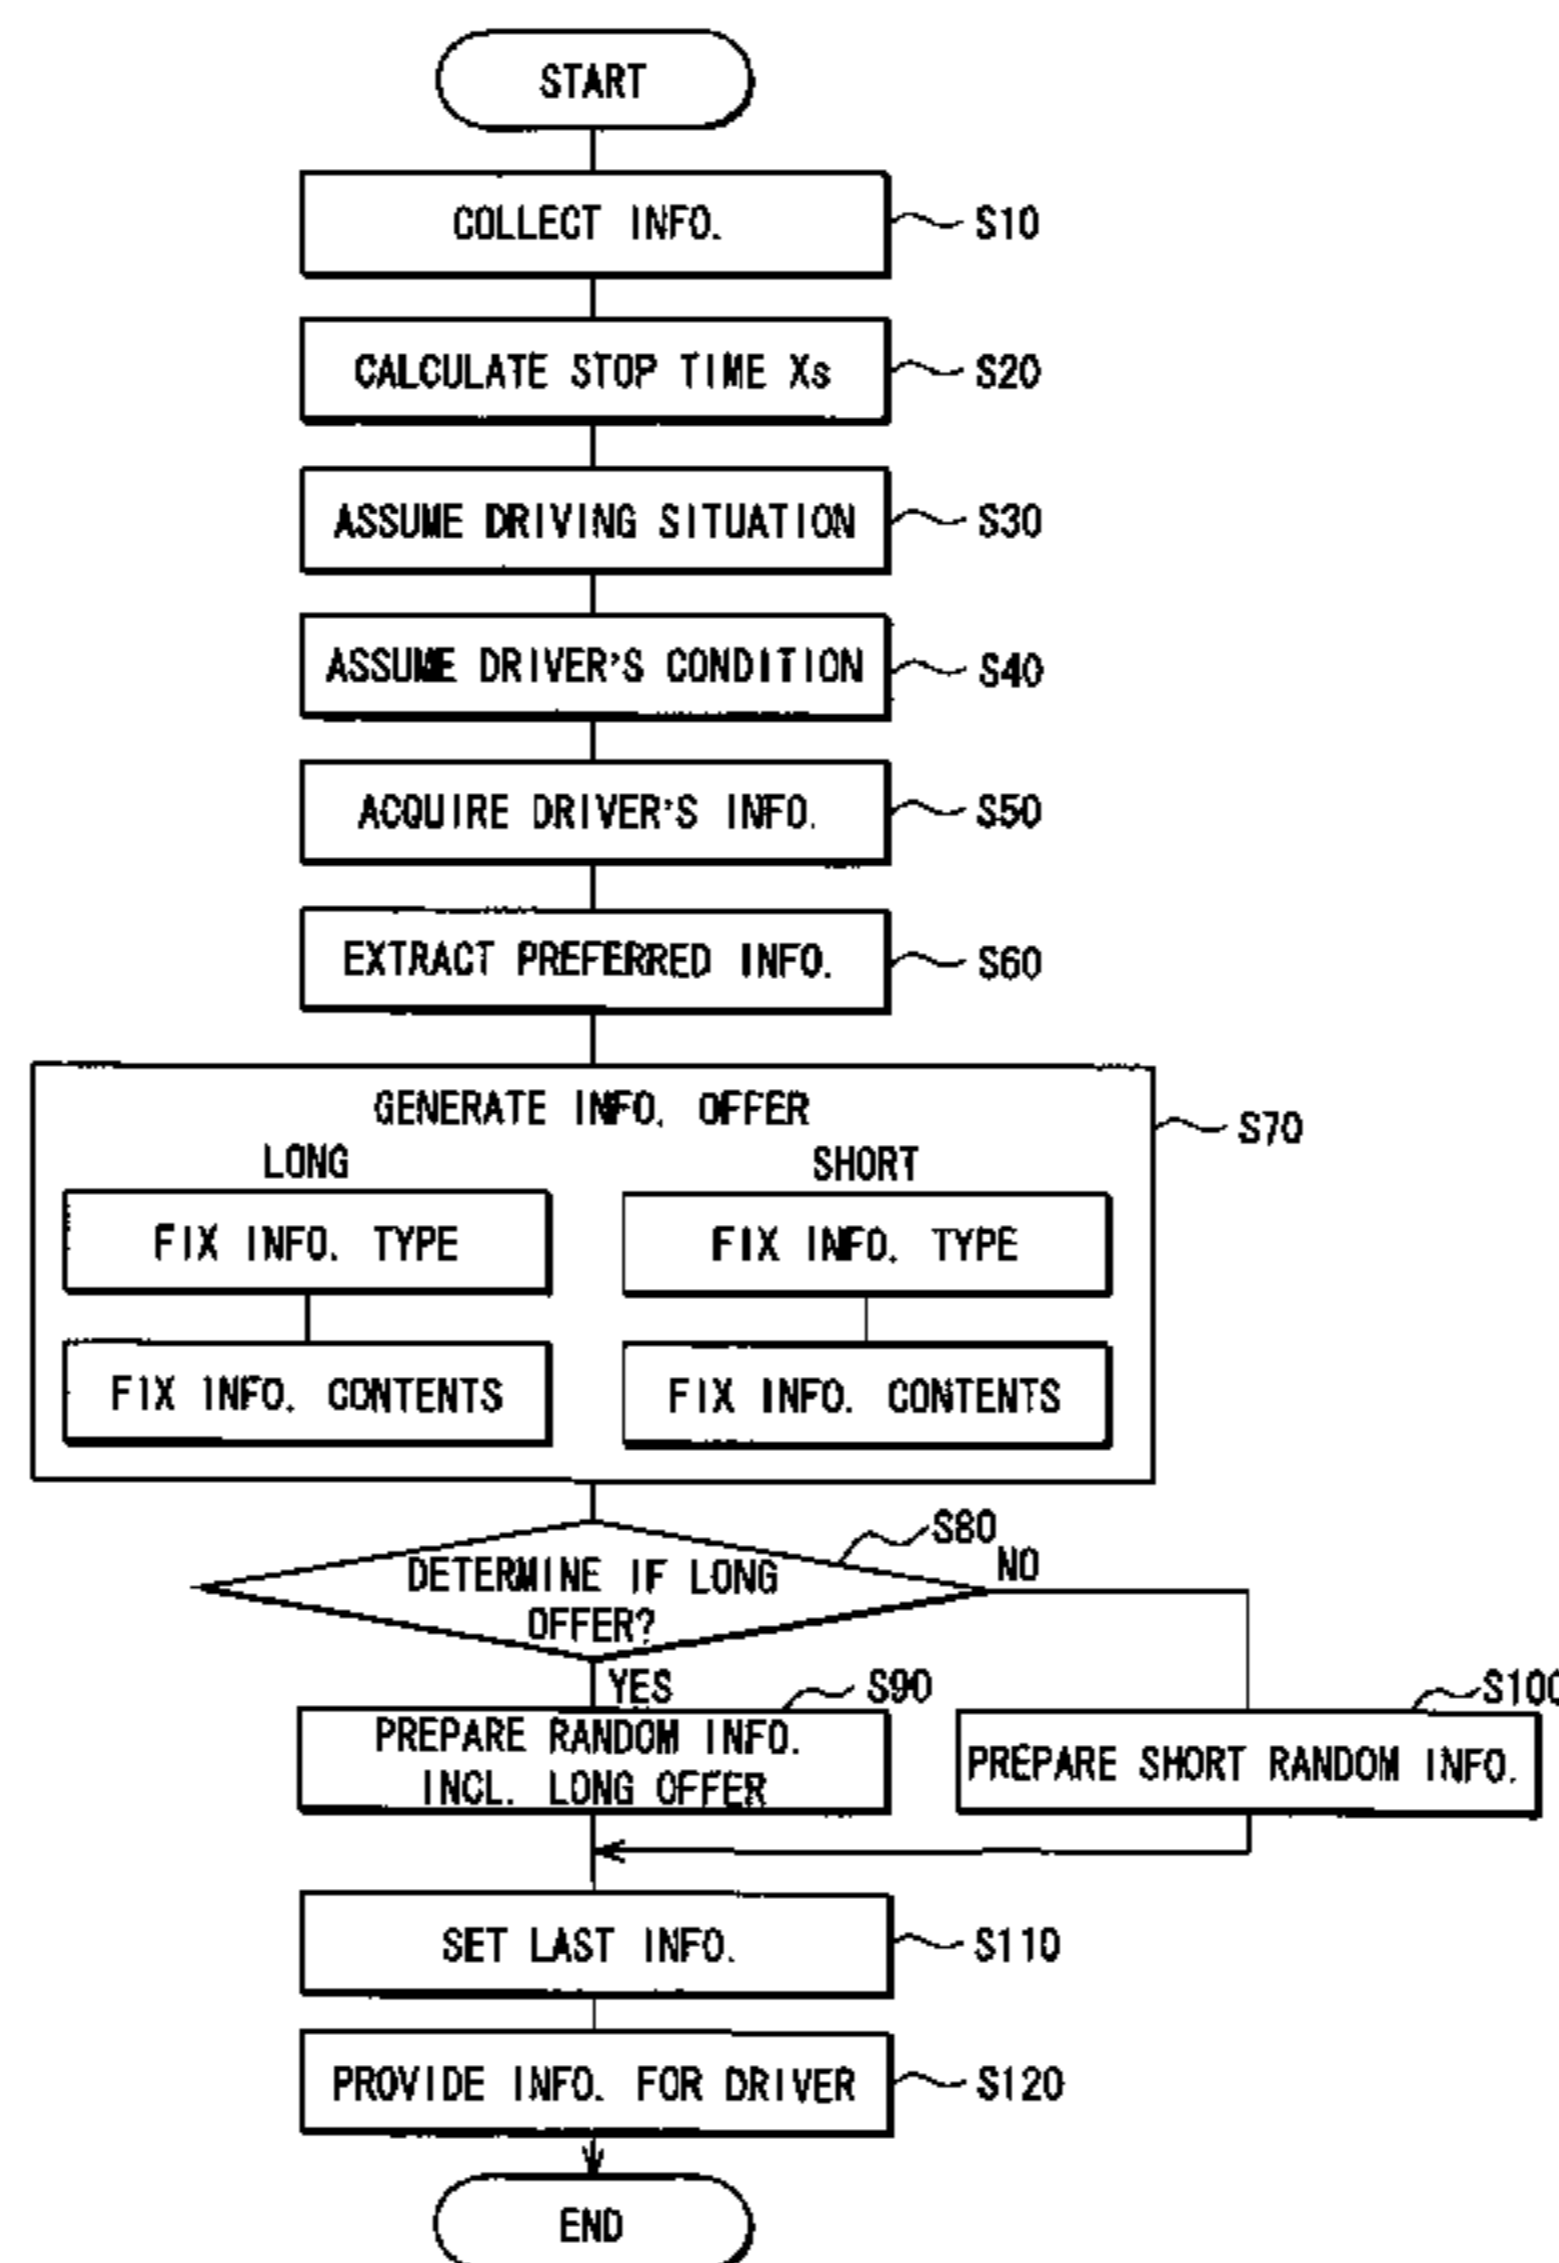 START
COLLECT INFO.
S10
CALCULATE STOP TIME Xs
S20
ASSUME DRIVING SITUATION
S30
ASSUME DRIVER'S CONDITION
S40
ACQUIRE DRIVER'S INFO.
S50
EXTRACT PREFERRED INFO.
S60
GENERATE INFO. OFFER
S70
LONG
SHORT
FIX INFO. TYPE
FIX INFO. TYPE
FIX INFO. CONTENTS
FIX INFO. CONTENTS
S80
DETERMINE IF LONG
OFFER?
NO
YES
S90
S100
PREPARE RANDOM INFO.
INCL. LONG OFFER
PREPARE SHORT RANDOM INFO.
SET LAST INFO.
S110
PROVIDE INFO. FOR DRIVER
S120
END